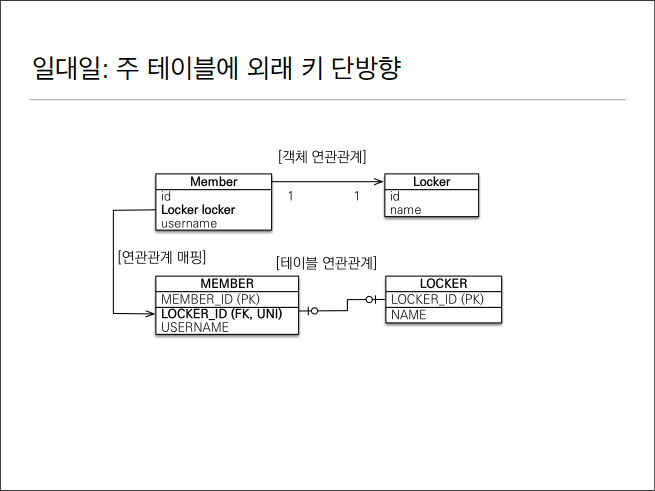 일대일: 주 테이블에 외래 키 단방향
[객체 연관관계]
Member
id
Locker locker
username
1
1
Locker
id
name
[연관관계 매핑]
[테이블 연관관계]
MEMBER
MEMBER_ID (PK)
LOCKER_ID (FK, UNI)
USERNAME
LOCKER
LOCKER_ID (PK)
NAME